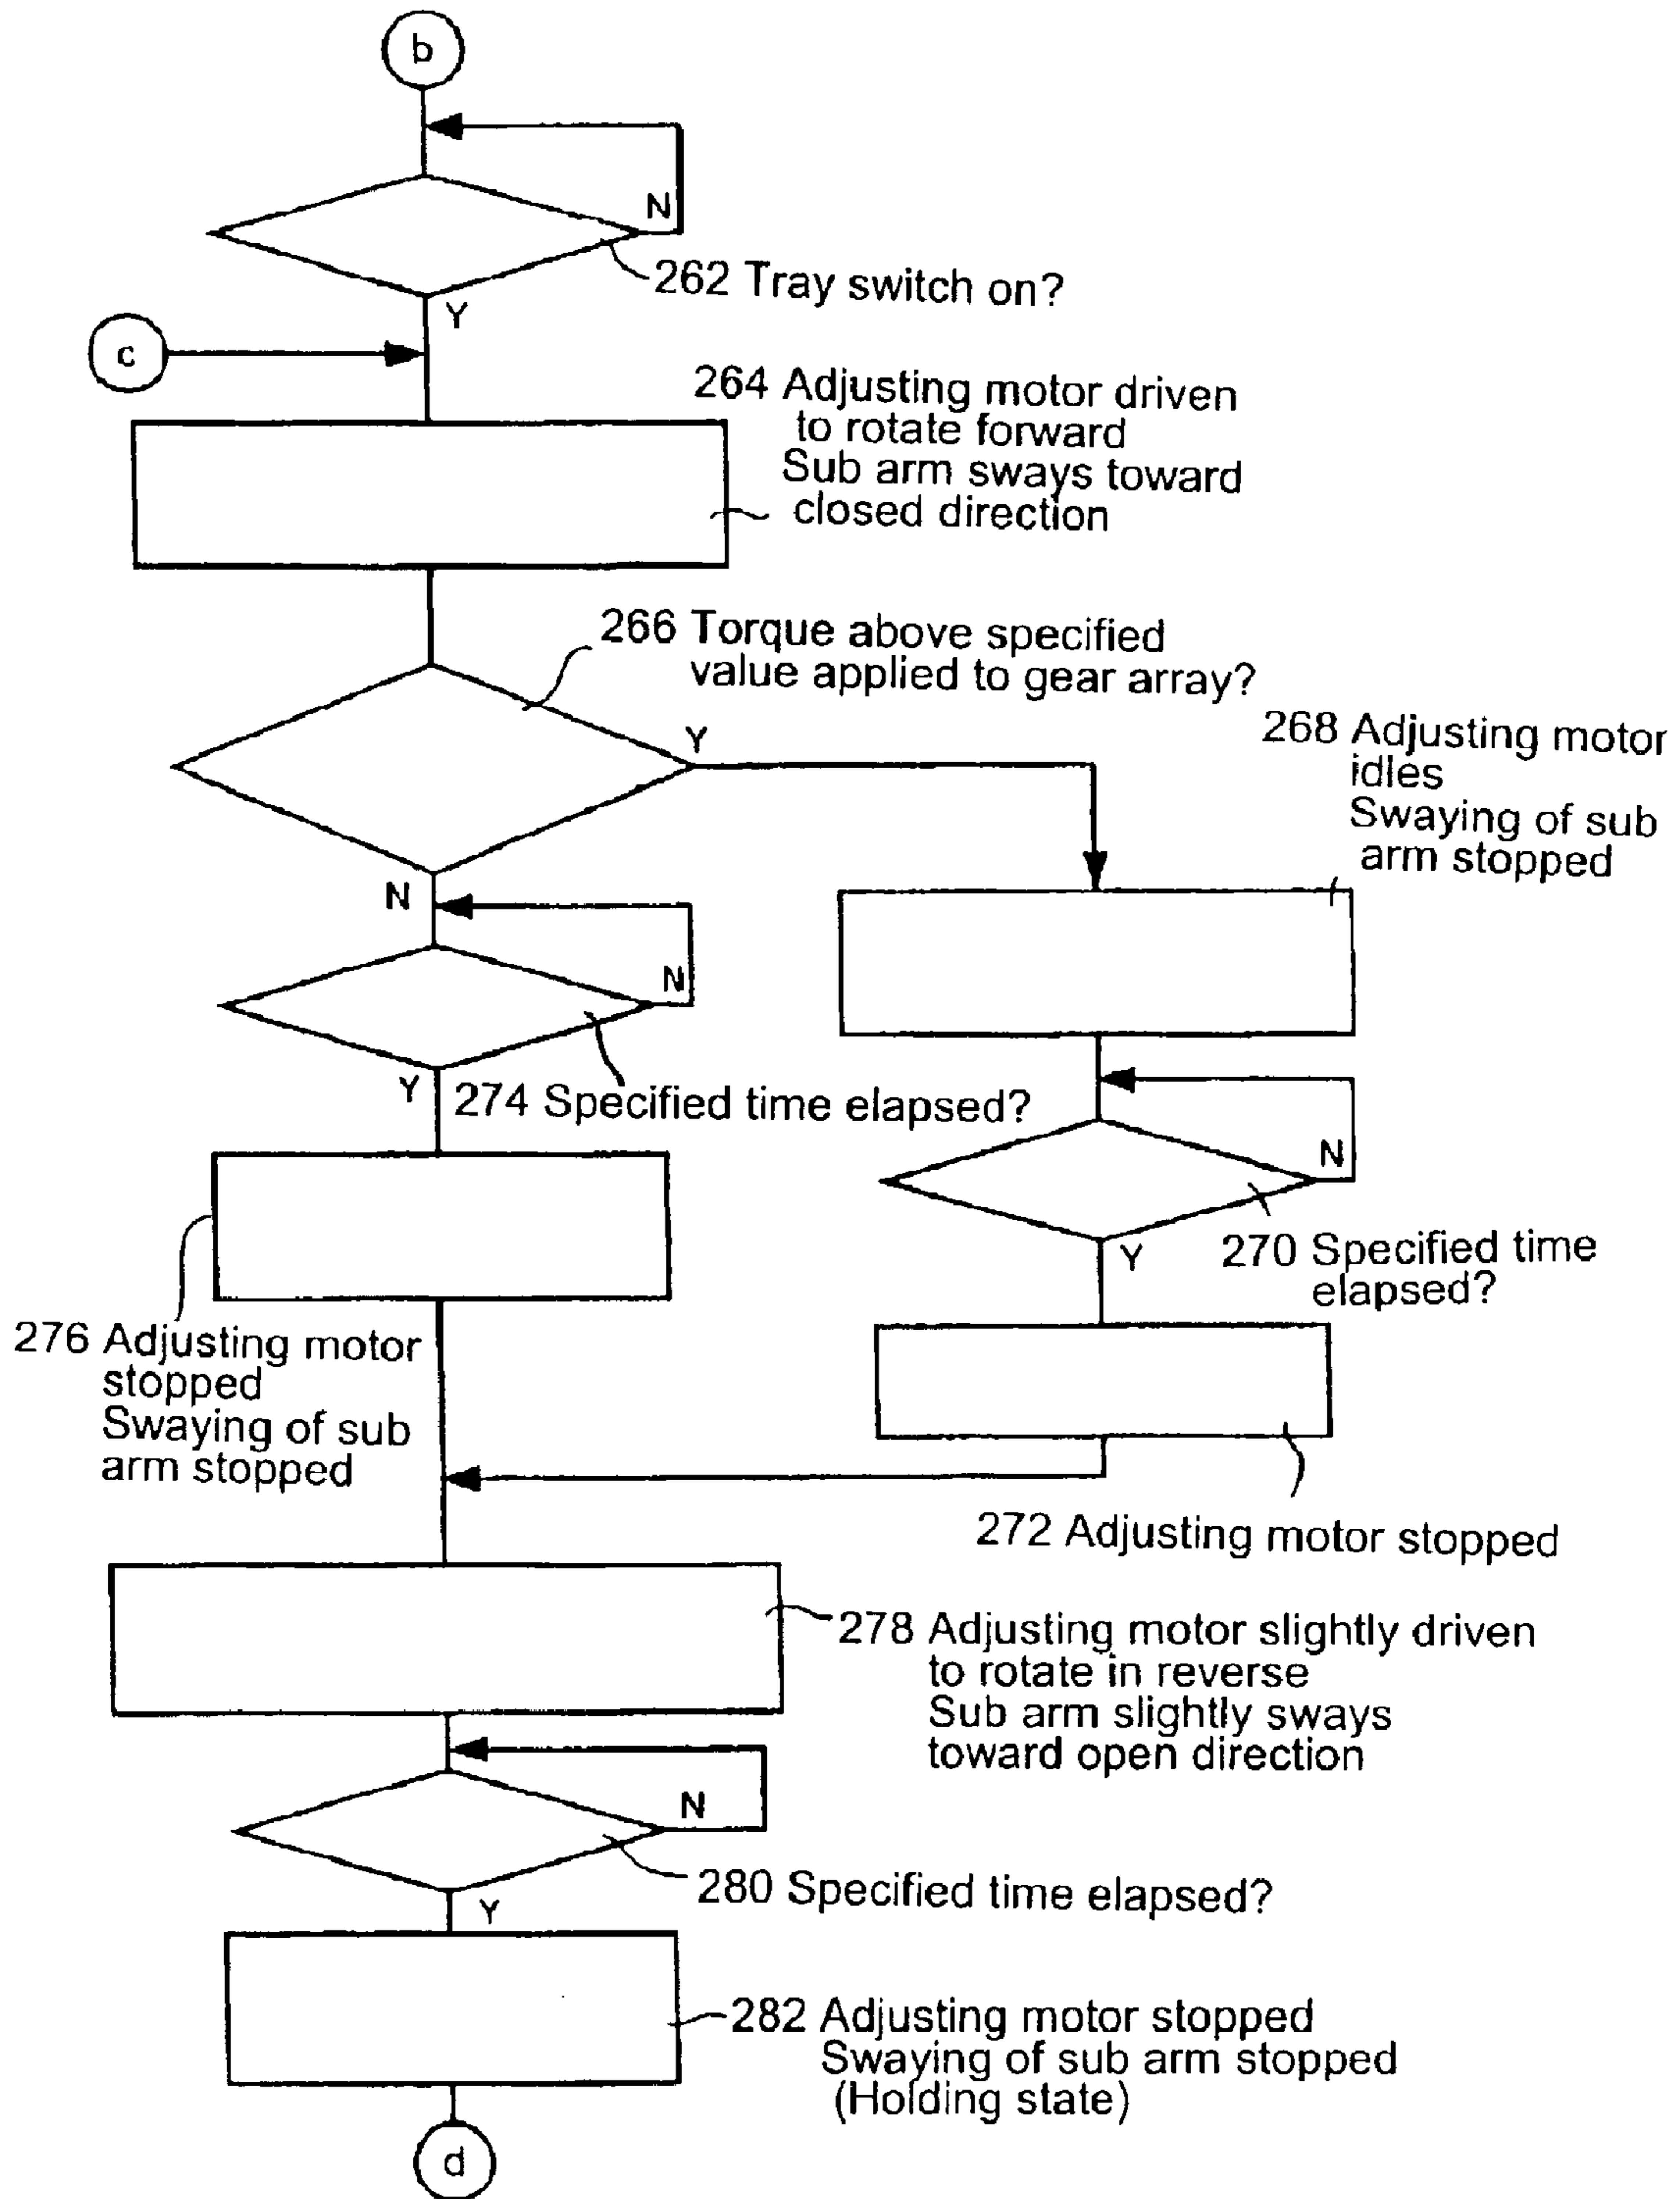 b
N
262 Tray switch on?
Y
c
264 Adjusting motor driven
to rotate forward
Sub arm sways toward
closed direction
266 Torque above specified
value applied to gear array?
Y
268 Adjusting motor
idles
Swaying of sub
arm stopped
N
N
Y
274 Specified time elapsed?
N
Y
270 Specified time
elapsed?
276 Adjusting motor
stopped
Swaying of sub
arm stopped
272 Adjusting motor stopped
278 Adjusting motor slightly driven
to rotate in reverse
Sub arm slightly sways
toward open direction
N
280 Specified time elapsed?
Y
282 Adjusting motor stopped
Swaying of sub arm stopped
(Holding state)
d